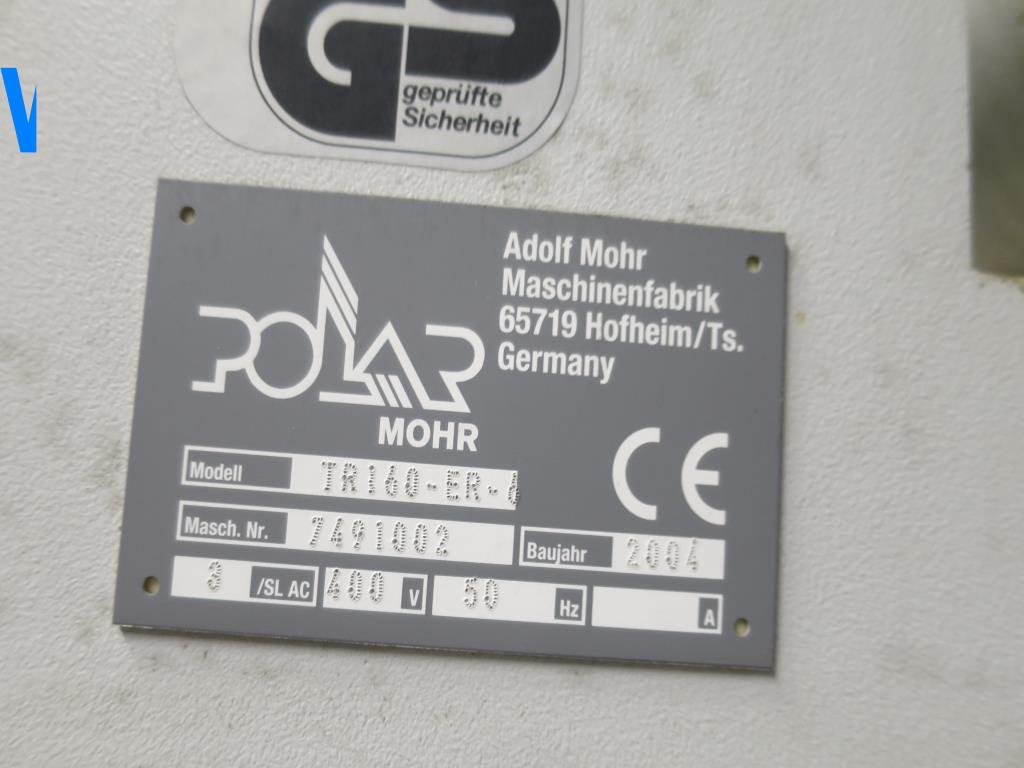 geprüfte
Sicherheit
Adolf Mohr
Maschinenfabrik
65719 Hofheim/Ts.
Germany
POLAR
MOHR
CE
Modell TR160-ER-6
Masch. Nr. 7491002 Baujahr 2004
3 /SL AC 400 V 50 Hz A